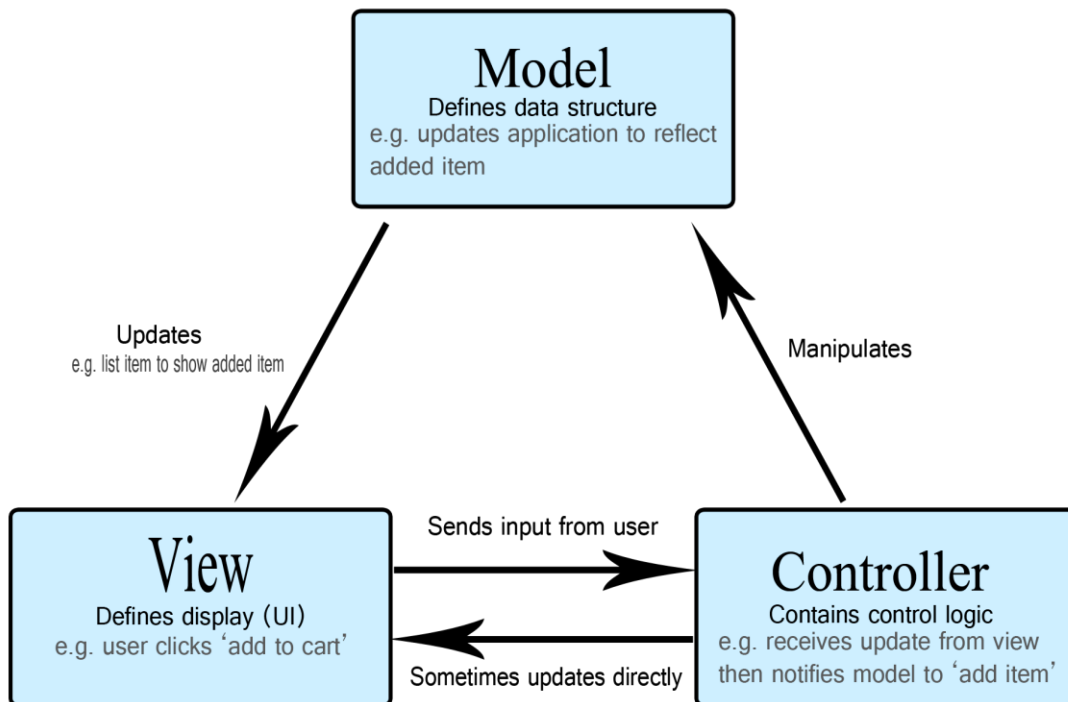 Model
Defines data structure
e.g. updates application to reflect
added item
Updates
e.g. list item to show added item
Manipulates
View
Defines display (UI)
e.g. user clicks ‘add to cart’
Sends input from user
Sometimes updates directly
Controller
Contains control logic
e.g. receives update from view
then notifies model to ‘add item’